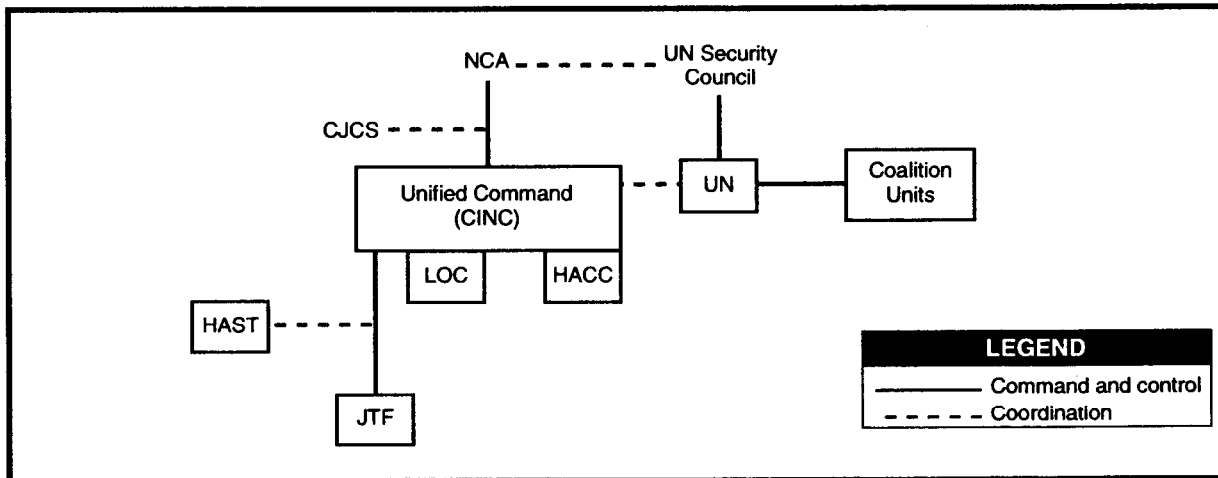 NCA
UN Security
Council
CJCS
Unified Command
(CINC)
UN
Coalition
Units
LOC
HACC
HAST
JTF
LEGEND
Command and control
Coordination